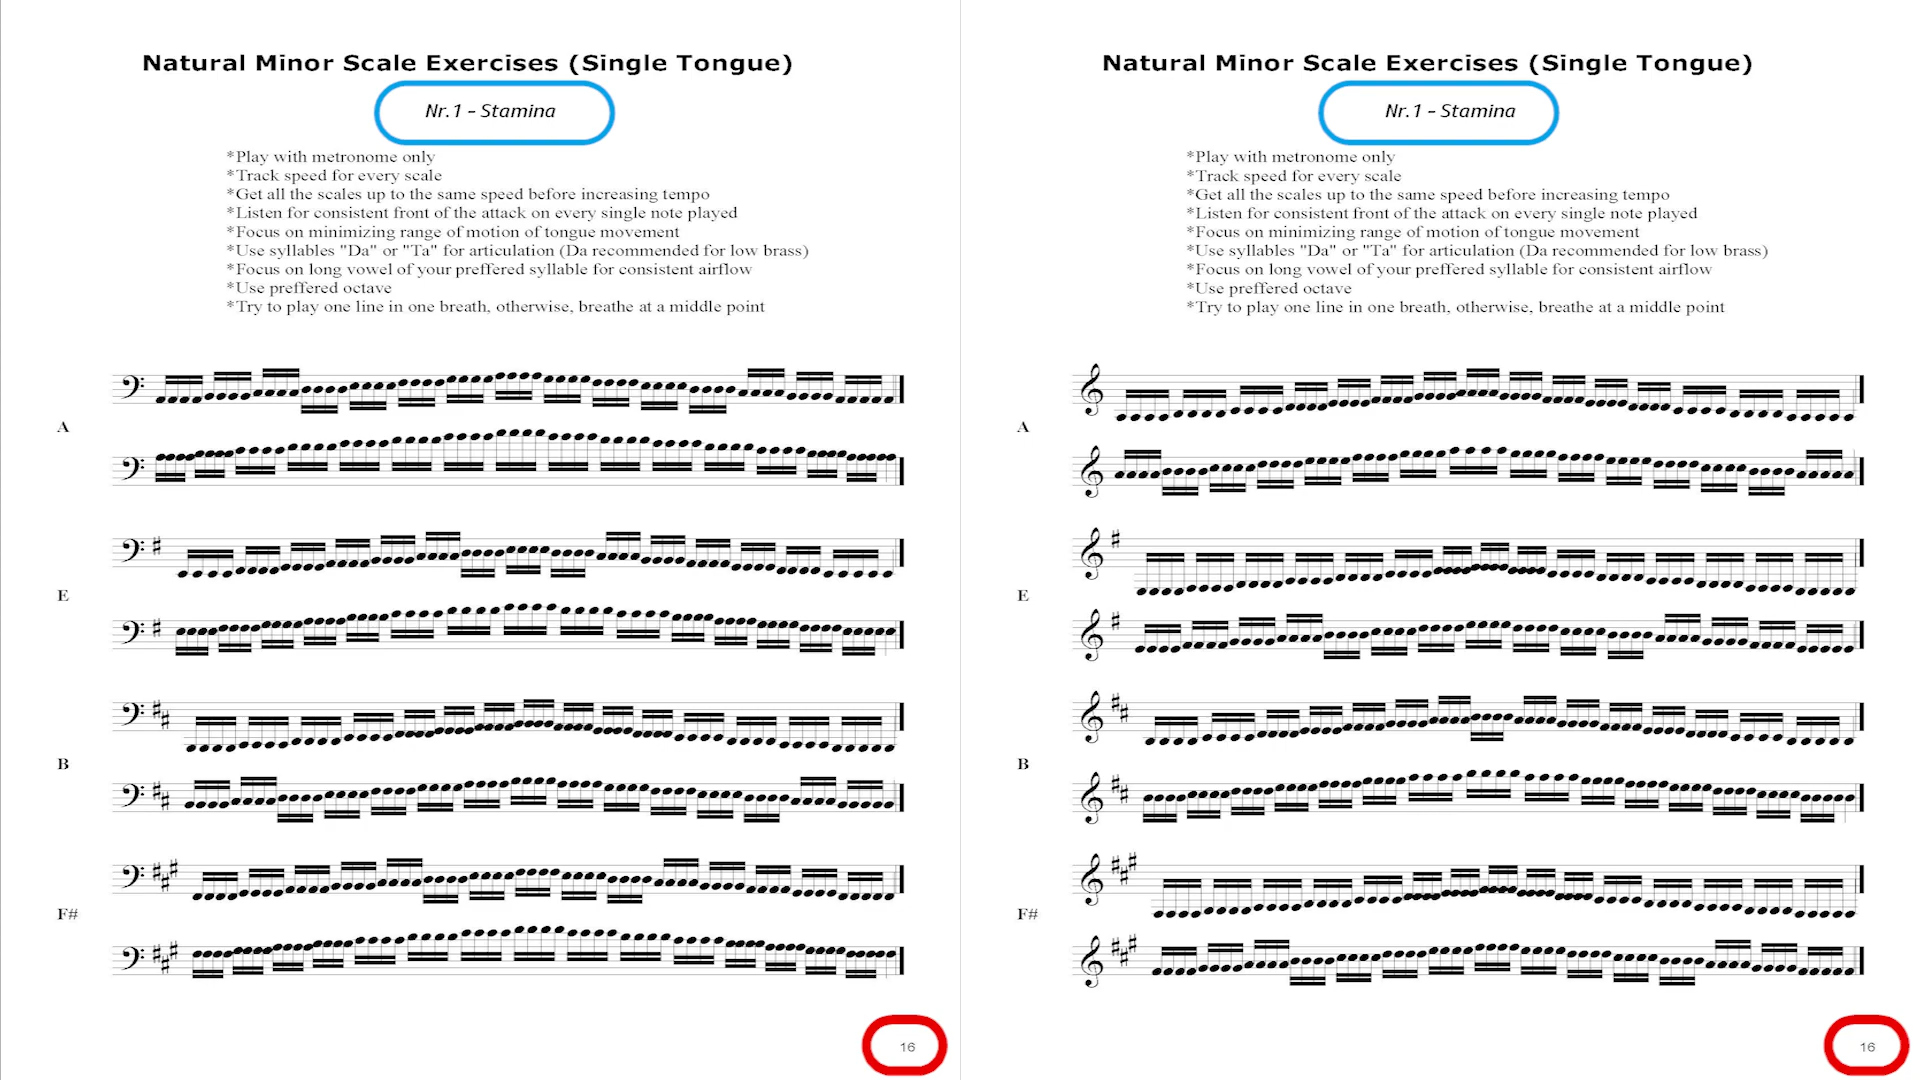 Natural Minor Scale Exercises (Single Tongue)
Nr.1 - Stamina
*Play with metronome only
*Track speed for every scale
*Get all the scales up to the same speed before increasing tempo
*Listen for consistent front of the attack on every single note played
*Focus on minimizing range of motion of tongue movement
*Use syllables "Da" or "Ta" for articulation (Da recommended for low brass)
*Focus on long vowel of your preffered syllable for consistent airflow
*Use preffered octave
*Try to play one line in one breath, otherwise, breathe at a middle point
A
E
B
F#
16
Natural Minor Scale Exercises (Single Tongue)
Nr.1 - Stamina
*Play with metronome only
*Track speed for every scale
*Get all the scales up to the same speed before increasing tempo
*Listen for consistent front of the attack on every single note played
*Focus on minimizing range of motion of tongue movement
*Use syllables "Da" or "Ta" for articulation (Da recommended for low brass)
*Focus on long vowel of your preffered syllable for consistent airflow
*Use preffered octave
*Try to play one line in one breath, otherwise, breathe at a middle point
A
E
B
F#
16